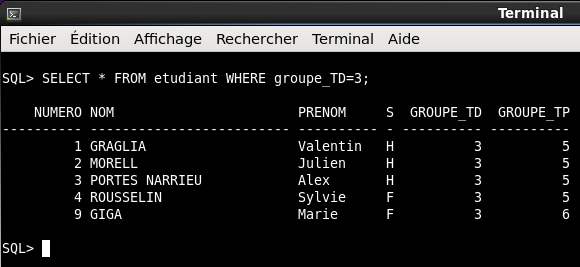 Terminal
Fichier Édition Affichage Rechercher Terminal Aide
SQL> SELECT * FROM etudiant WHERE groupe_TD=3;
    NUMERO NOM                       PRENOM     S  GROUPE_TD  GROUPE_TP
---------- ------------------------- ---------- - ---------- ----------
         1 GRAGLIA                   Valentin   H          3          5
         2 MORELL                    Julien     H          3          5
         3 PORTES NARRIEU            Alex       H          3          5
         4 ROUSSELIN                 Sylvie     F          3          5
         9 GIGA                      Marie      F          3          6
SQL>